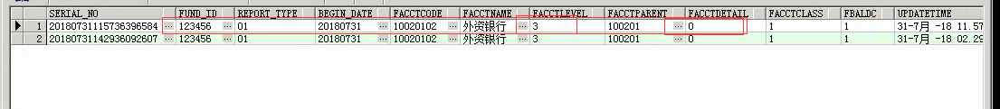 SERIAL_NO FUND_ID REPORT_TYPE BEGIN_DATE FACCTCODE FACCTNAME FACCTLEVEL FACCTPARENT FACCTDETAIL FACCTCLASS FBALDC UPDATETIME
1 20180731115736396584 ... 123456 ... 01 ... 20180731 ... 10020102 ... 外资银行 ... 3 100201 ... 0 1 1 31-7月 -18 11.57
2 20180731142936092607 ... 123456 ... 01 ... 20180731 ... 10020102 ... 外资银行 ... 3 100201 ... 0 1 1 31-7月 -18 02.29